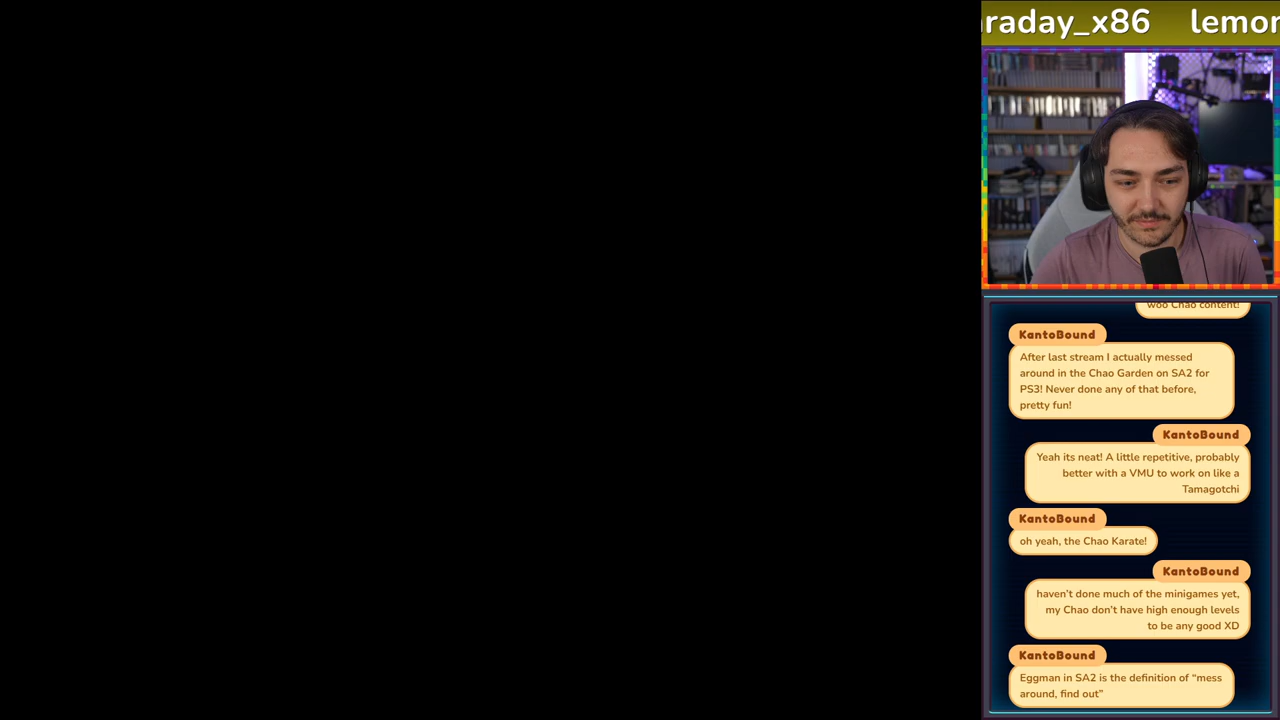 raday_x86 lemon
woo Chao content!
KantoBound
After last stream I actually messed
around in the Chao Garden on SA2 for
PS3! Never done any of that before,
pretty fun!
KantoBound
Yeah its neat! A little repetitive, probably
better with a VMU to work on like a
Tamagotchi
KantoBound
oh yeah, the Chao Karate!
KantoBound
haven't done much of the minigames yet,
my Chao don't have high enough levels
to be any good XD
KantoBound
Eggman in SA2 is the definition of “mess
around, find out”